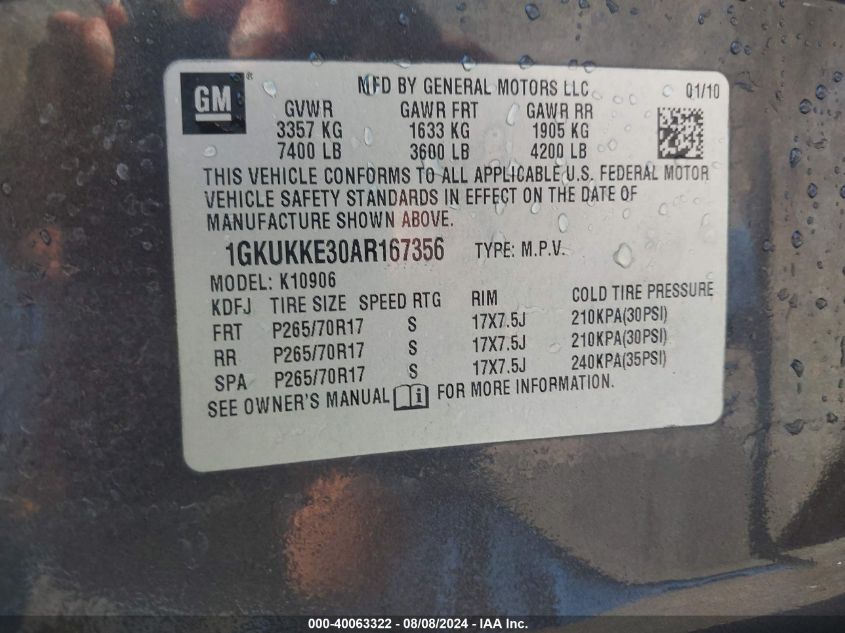 GM ®
MFD BY GENERAL MOTORS LLC 01/10
GVWR GAWR FRT GAWR RR
3357 KG 1633 KG 1905 KG
7400 LB 3600 LB 4200 LB
THIS VEHICLE CONFORMS TO ALL APPLICABLE U.S. FEDERAL MOTOR
VEHICLE SAFETY STANDARDS IN EFFECT ON THE DATE OF
MANUFACTURE SHOWN ABOVE.
1GKUKKE30AR167356 TYPE: M.P.V.
MODEL: K10906
KDFJ TIRE SIZE SPEED RTG RIM COLD TIRE PRESSURE
FRT P265/70R17 S 17X7.5J 210KPA(30PSI)
RR P265/70R17 S 17X7.5J 210KPA(30PSI)
SPA P265/70R17 S 17X7.5J 240KPA(35PSI)
SEE OWNER'S MANUAL FOR MORE INFORMATION.
000-40063322 - 08/08/2024 - IAA Inc.